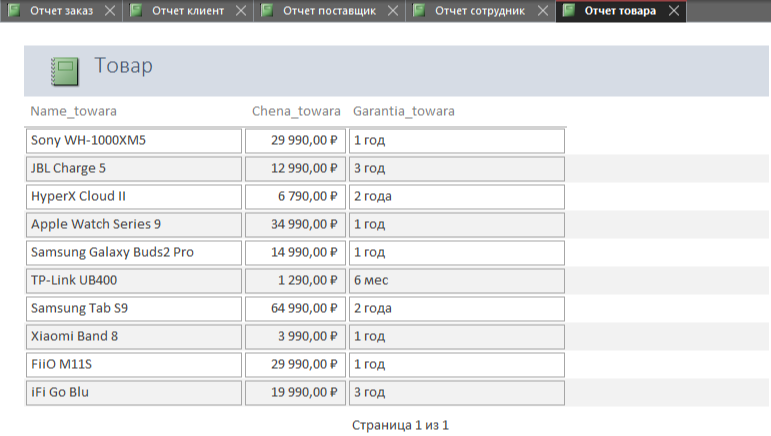 Отчет заказ Отчет клиент Отчет поставщик Отчет сотрудник Отчет товара
Товар
Name_towara Chena_towara Garantia_towara
Sony WH-1000XM5 29 990,00 ₽ 1 год
JBL Charge 5 12 990,00 ₽ 3 год
HyperX Cloud II 6 790,00 ₽ 2 года
Apple Watch Series 9 34 990,00 ₽ 1 год
Samsung Galaxy Buds2 Pro 14 990,00 ₽ 1 год
TP-Link UB400 1 290,00 ₽ 6 мес
Samsung Tab S9 64 990,00 ₽ 2 года
Xiaomi Band 8 3 990,00 ₽ 1 год
FiiO M11S 29 990,00 ₽ 1 год
iFi Go Blu 19 990,00 ₽ 3 год
Страница 1 из 1